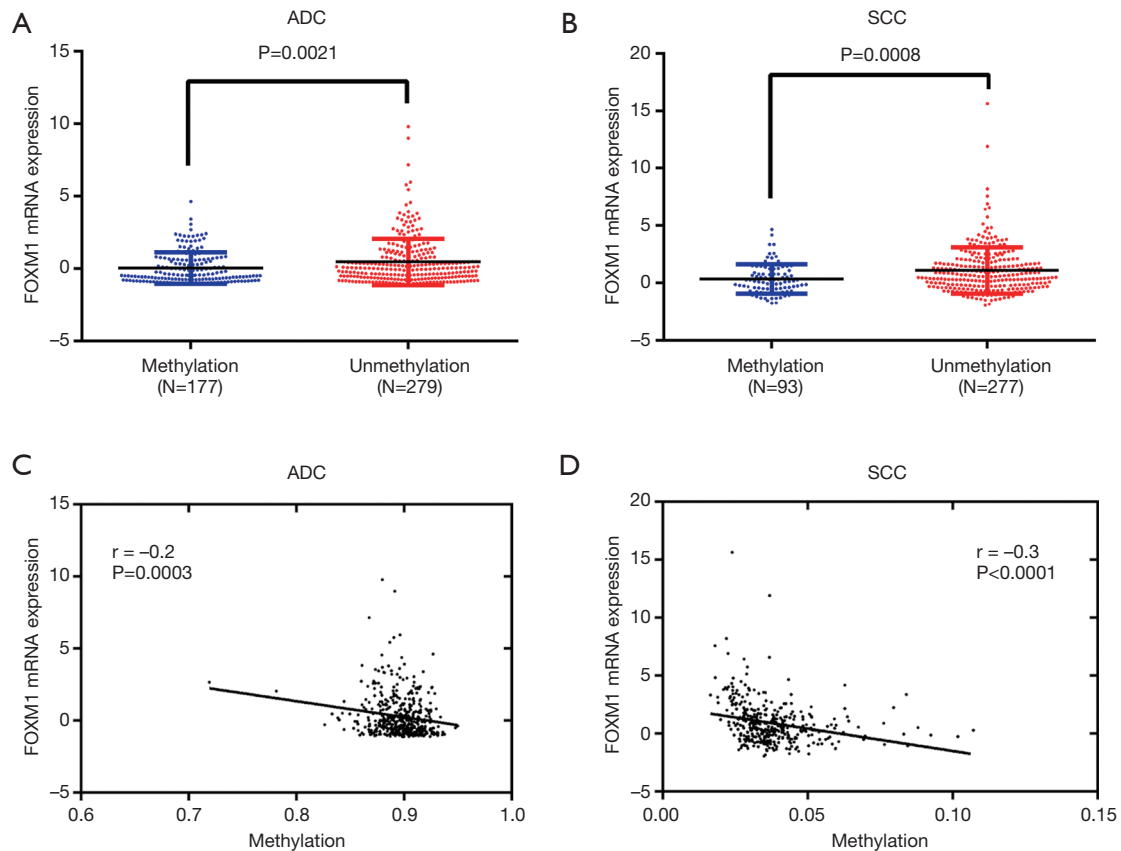 A
ADC
P=0.0021
FOXM1 mRNA expression
15
10
5
0
−5
Methylation
(N=177)
Unmethylation
(N=279)
B
SCC
P=0.0008
FOXM1 mRNA expression
20
15
10
5
0
−5
Methylation
(N=93)
Unmethylation
(N=277)
C
ADC
r = −0.2
P=0.0003
FOXM1 mRNA expression
15
10
5
0
−5
0.6
0.7
0.8
0.9
1.0
Methylation
D
SCC
r = −0.3
P<0.0001
FOXM1 mRNA expression
20
15
10
5
0
−5
0.00
0.05
0.10
0.15
Methylation